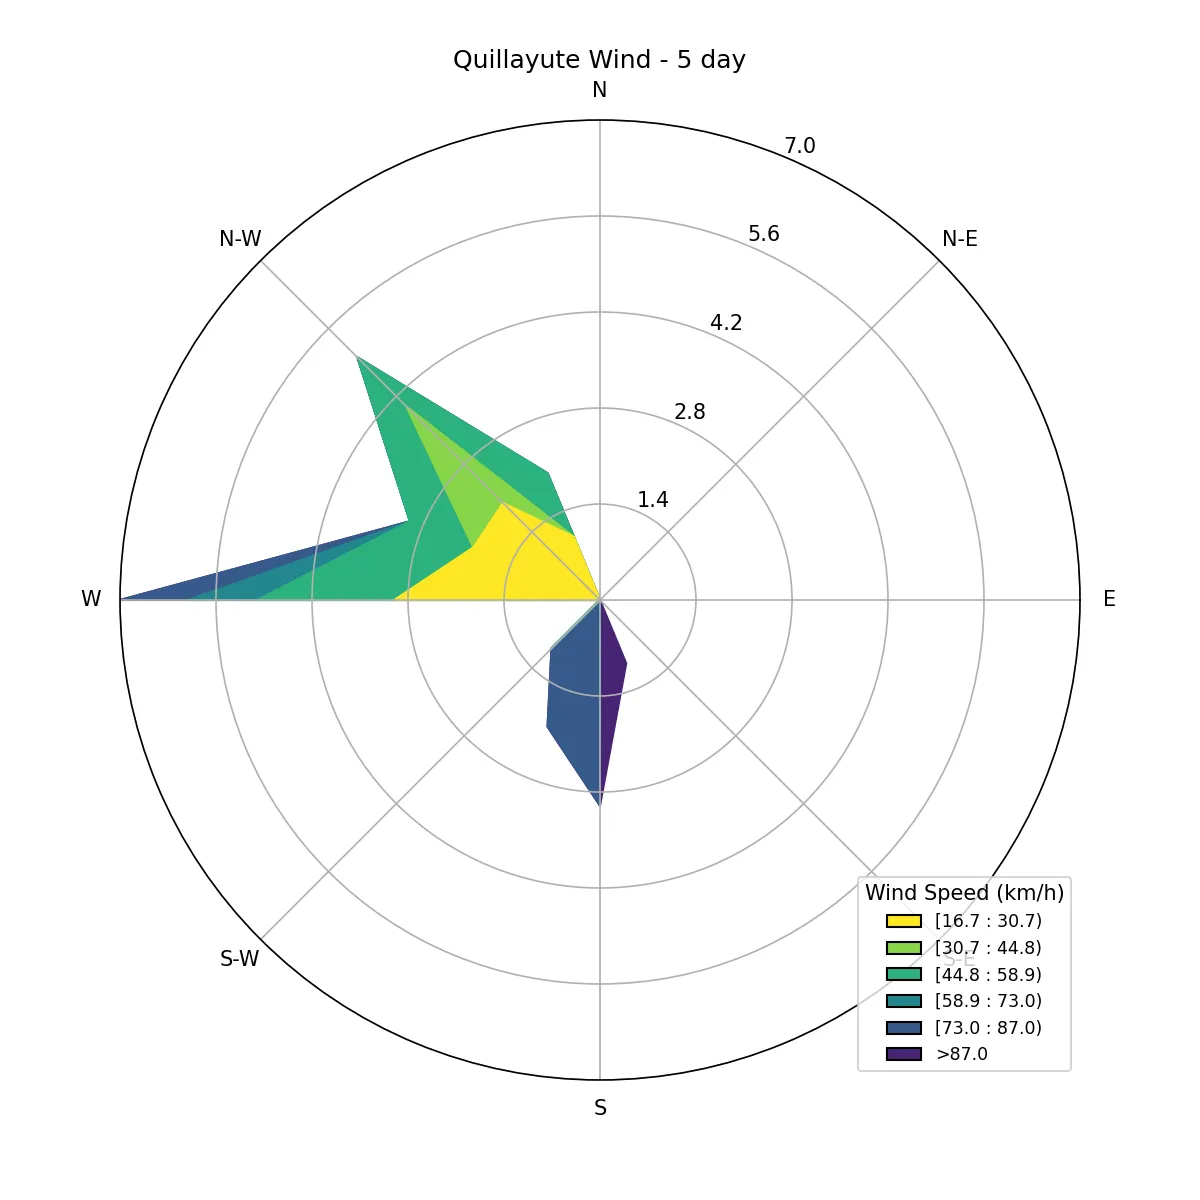 Quillayute Wind - 5 day
N
7.0
N-W
5.6
N-E
4.2
2.8
1.4
W
E
S-W
S-E
S
Wind Speed (km/h)
[16.7 : 30.7)
[30.7 : 44.8)
[44.8 : 58.9)
[58.9 : 73.0)
[73.0 : 87.0)
>87.0